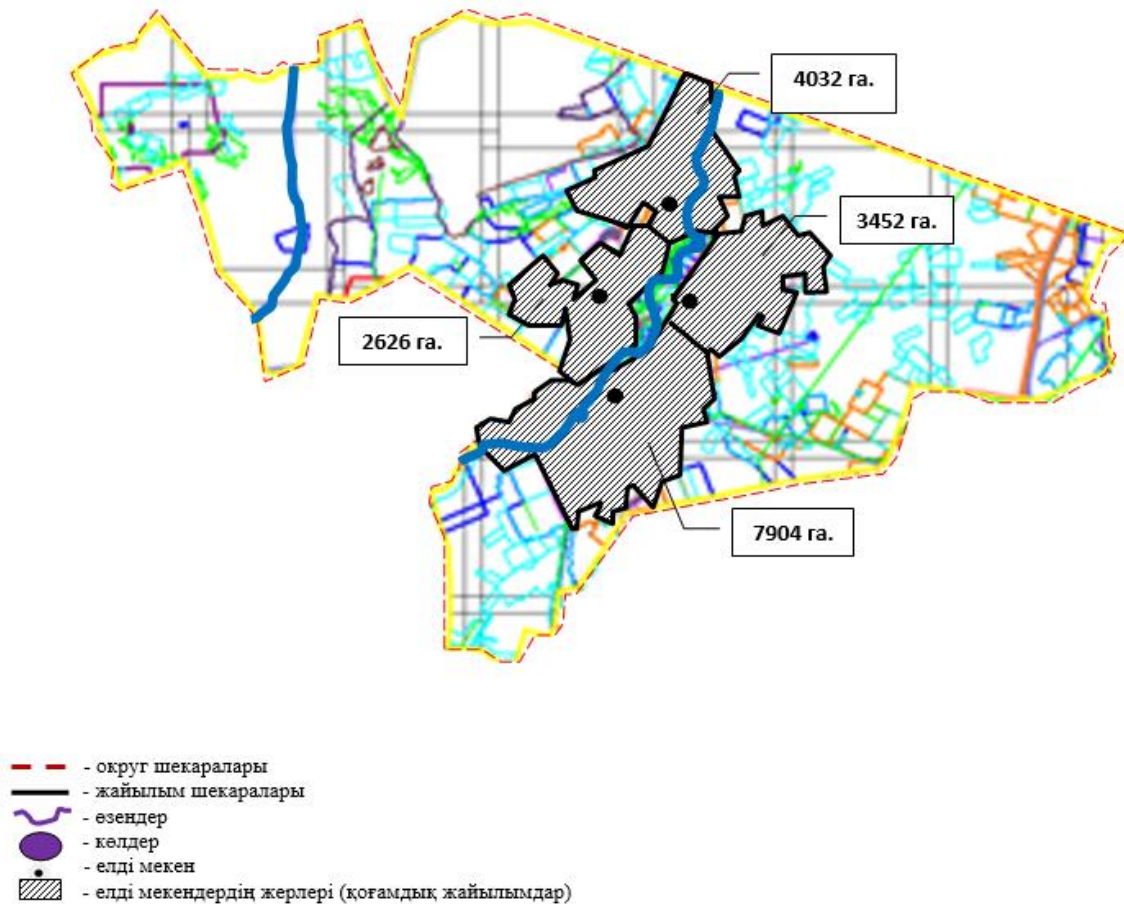 4032 га.
3452 га.
2626 га.
7904 га.
- округ шекаралары
- жайылым шекаралары
- өзендер
- көлдер
- елді мекен
- елді мекендердің жерлері (қоғамдық жайылымдар)